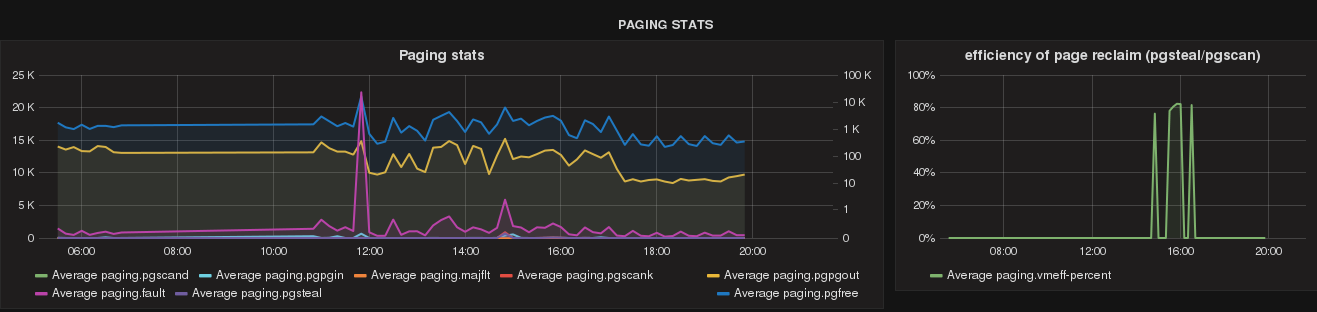 PAGING STATS
Paging stats
25 K
20 K
15 K
10 K
5 K
0
100 K
10 K
1 K
100
10
1
0
06:00 08:00 10:00 12:00 14:00 16:00 18:00 20:00
Average paging.pgscand Average paging.pgpgin Average paging.majflt Average paging.pgscank Average paging.pgpgout
Average paging.fault Average paging.pgsteal Average paging.pgfree
efficiency of page reclaim (pgsteal/pgscan)
100%
80%
60%
40%
20%
0%
08:00 12:00 16:00 20:00
Average paging.vmeff-percent